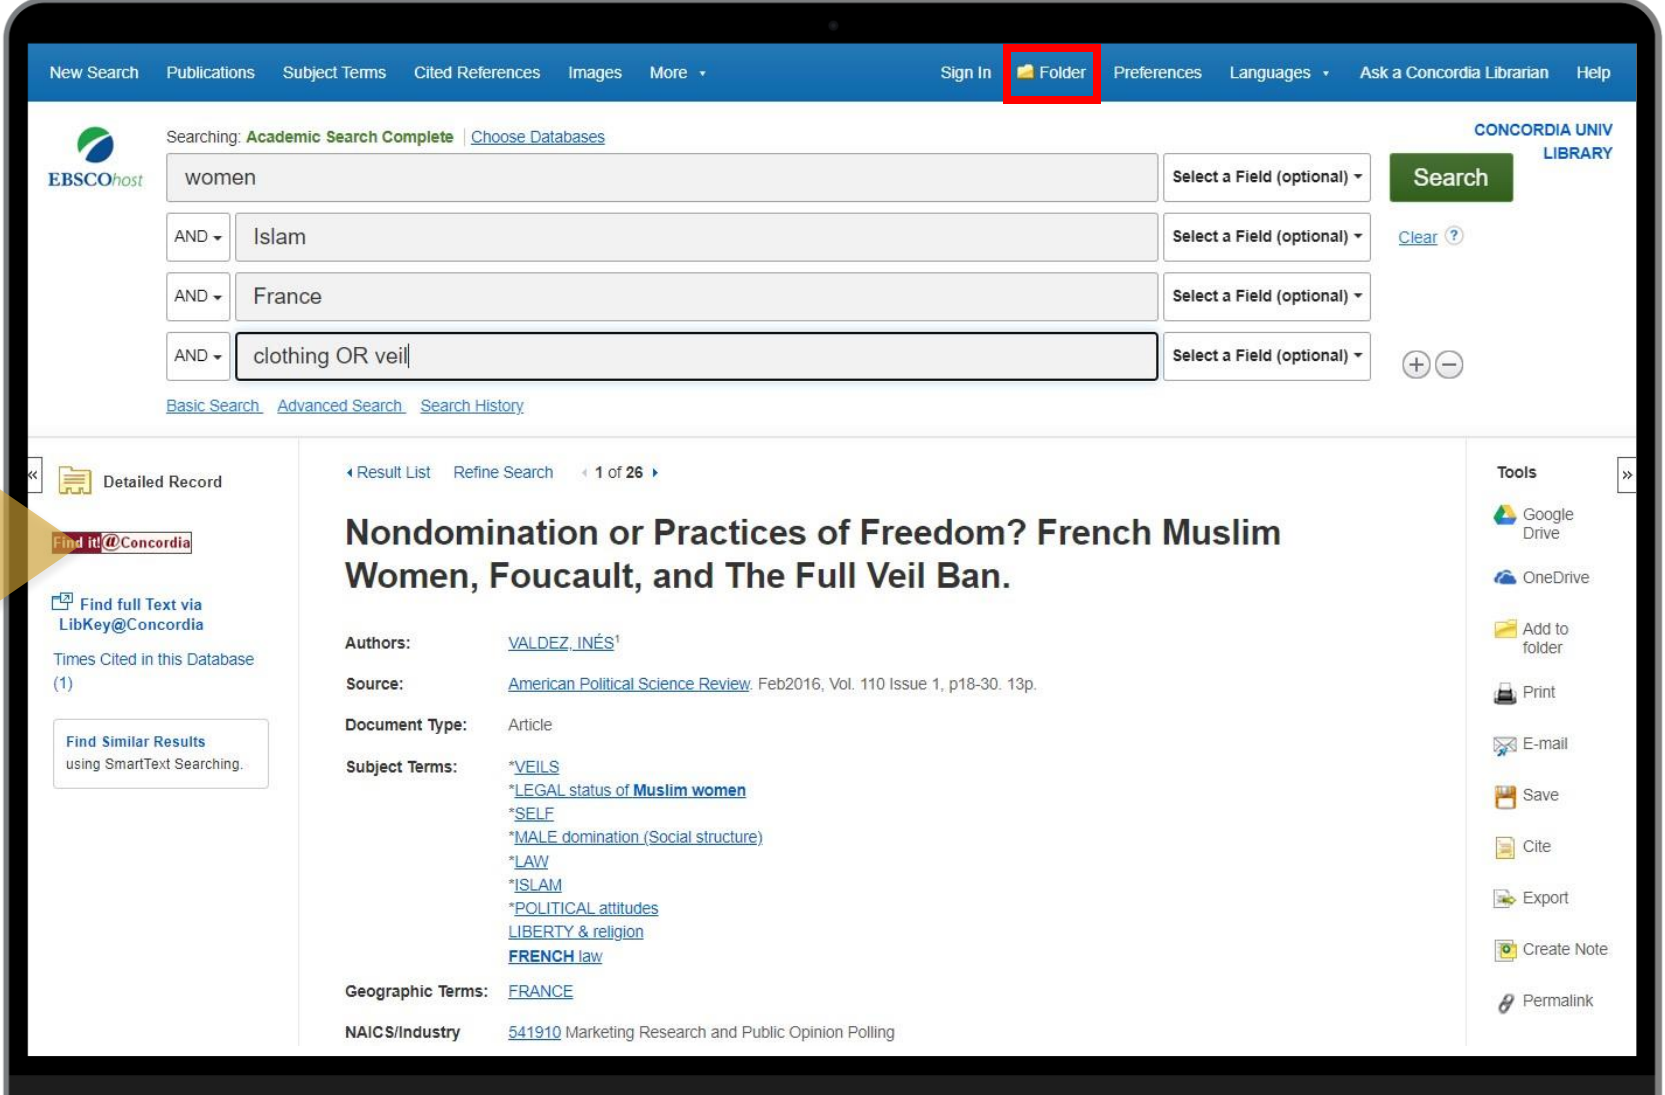 New Search Publications Subject Terms Cited References Images More Sign In Folder Preferences Languages Ask a Concordia Librarian Help
Searching: Academic Search Complete Choose Databases
CONCORDIA UNIV
LIBRARY
EBSCOhost
women Select a Field (optional) Search
AND Islam Select a Field (optional) Clear ?
AND France Select a Field (optional)
AND clothing OR veil Select a Field (optional)
Basic Search Advanced Search Search History
« Detailed Record
Find it!@Concordia
Find full Text via
LibKey@Concordia
Times Cited in this Database
(1)
Find Similar Results
using SmartText Searching.
Result List Refine Search 1 of 26
Nondomination or Practices of Freedom? French Muslim
Women, Foucault, and The Full Veil Ban.
Authors: VALDEZ, INÉS¹
Source: American Political Science Review. Feb2016, Vol. 110 Issue 1, p18-30. 13p.
Document Type: Article
Subject Terms: *VEILS
*LEGAL status of Muslim women
*SELF
*MALE domination (Social structure)
*LAW
*ISLAM
*POLITICAL attitudes
LIBERTY & religion
FRENCH law
Geographic Terms: FRANCE
NAICS/Industry 541910 Marketing Research and Public Opinion Polling
Tools »
Google
Drive
OneDrive
Add to
folder
Print
E-mail
Save
Cite
Export
Create Note
Permalink